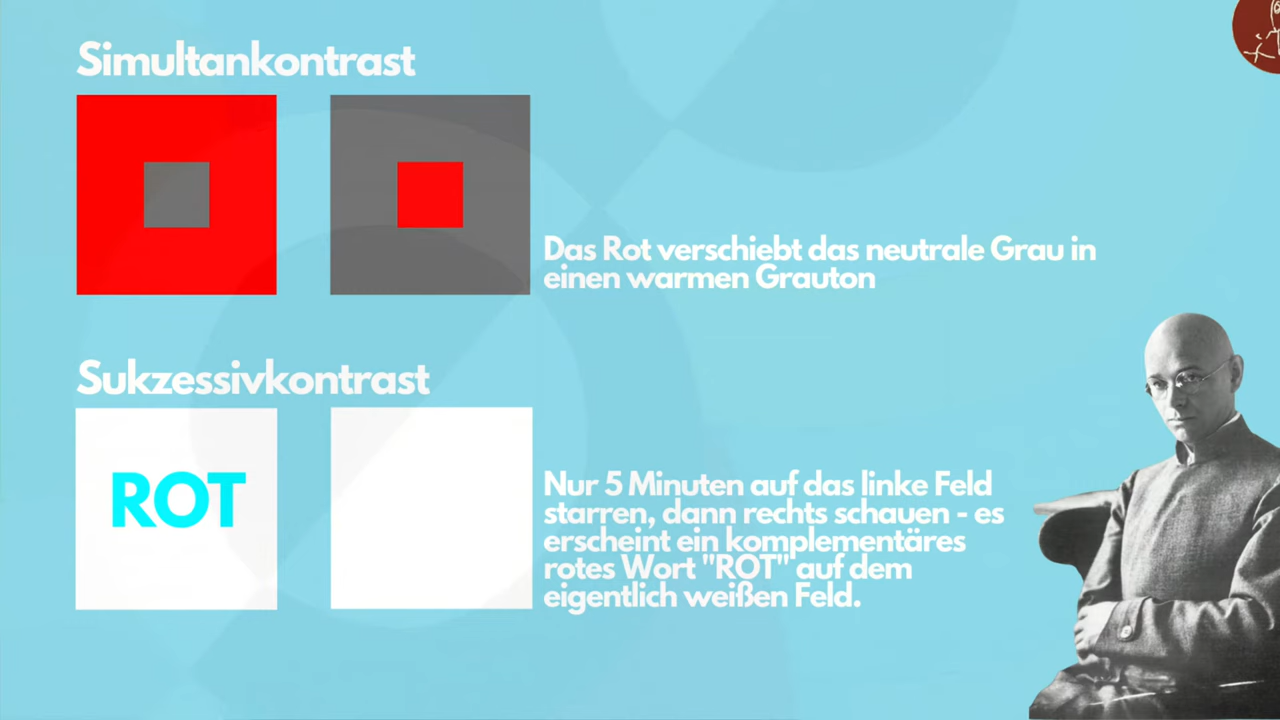 Simultankontrast
Das Rot verschiebt das neutrale Grau in
einen warmen Grauton
Sukzessivkontrast
ROT
Nur 5 Minuten auf das linke Feld
starren, dann rechts schauen - es
erscheint ein komplementäres
rotes Wort "ROT" auf dem
eigentlich weißen Feld.